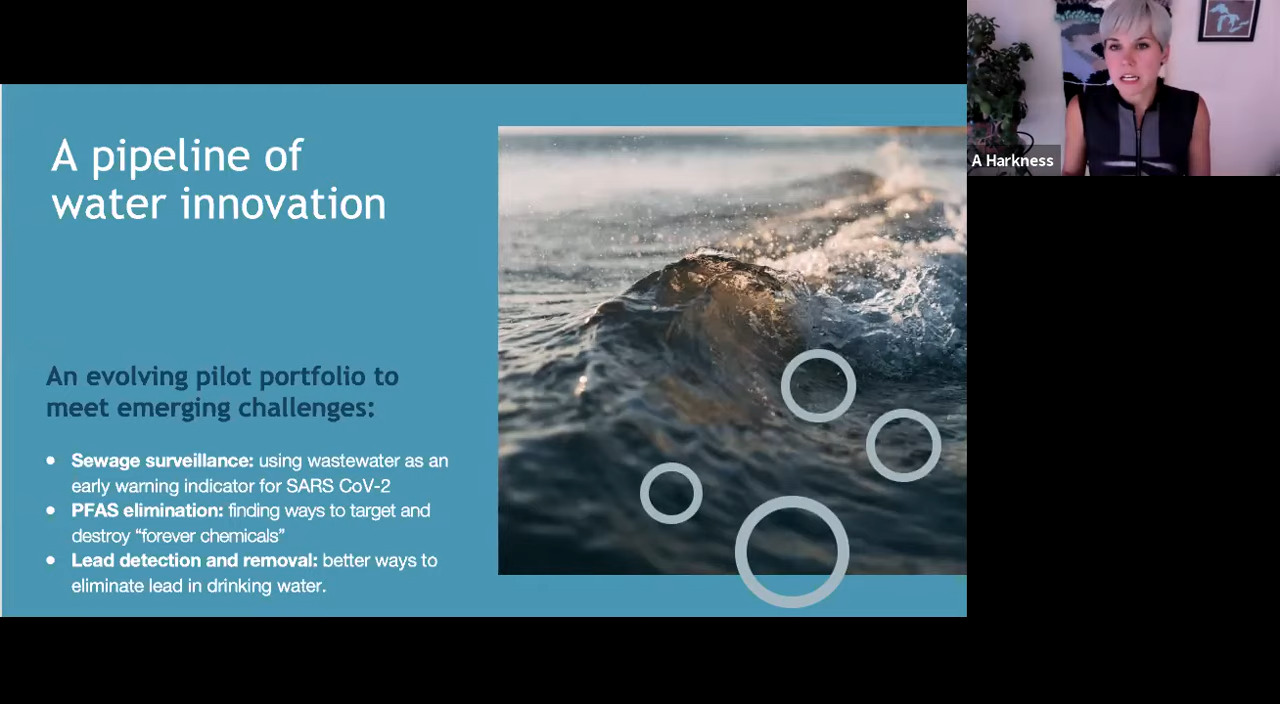 A pipeline of
water innovation
An evolving pilot portfolio to
meet emerging challenges:
• Sewage surveillance: using wastewater as an
early warning indicator for SARS CoV-2
• PFAS elimination: finding ways to target and
destroy “forever chemicals”
• Lead detection and removal: better ways to
eliminate lead in drinking water.
A Harkness